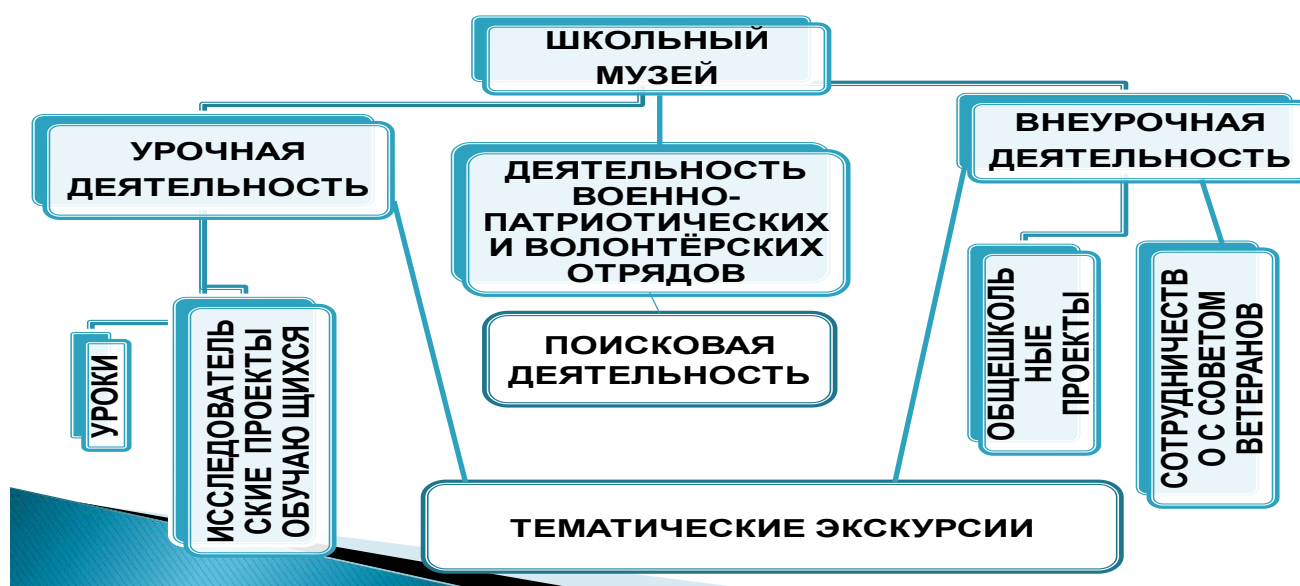 ШКОЛЬНЫЙ
МУЗЕЙ
УРОЧНАЯ
ДЕЯТЕЛЬНОСТЬ
ДЕЯТЕЛЬНОСТЬ
ВОЕННО-
ПАТРИОТИЧЕСКИХ
И ВОЛОНТЁРСКИХ
ОТРЯДОВ
ВНЕУРОЧНАЯ
ДЕЯТЕЛЬНОСТЬ
УРОКИ
ИССЛЕДОВАТЕЛЬ
СКИЕ ПРОЕКТЫ
ОБУЧАЮ ЩИХСЯ
ПОИСКОВАЯ
ДЕЯТЕЛЬНОСТЬ
ОБЩЕШКОЛЬ
НЫЕ
ПРОЕКТЫ
СОТРУДНИЧЕСТВ
О С СОВЕТОМ
ВЕТЕРАНОВ
ТЕМАТИЧЕСКИЕ ЭКСКУРСИИ